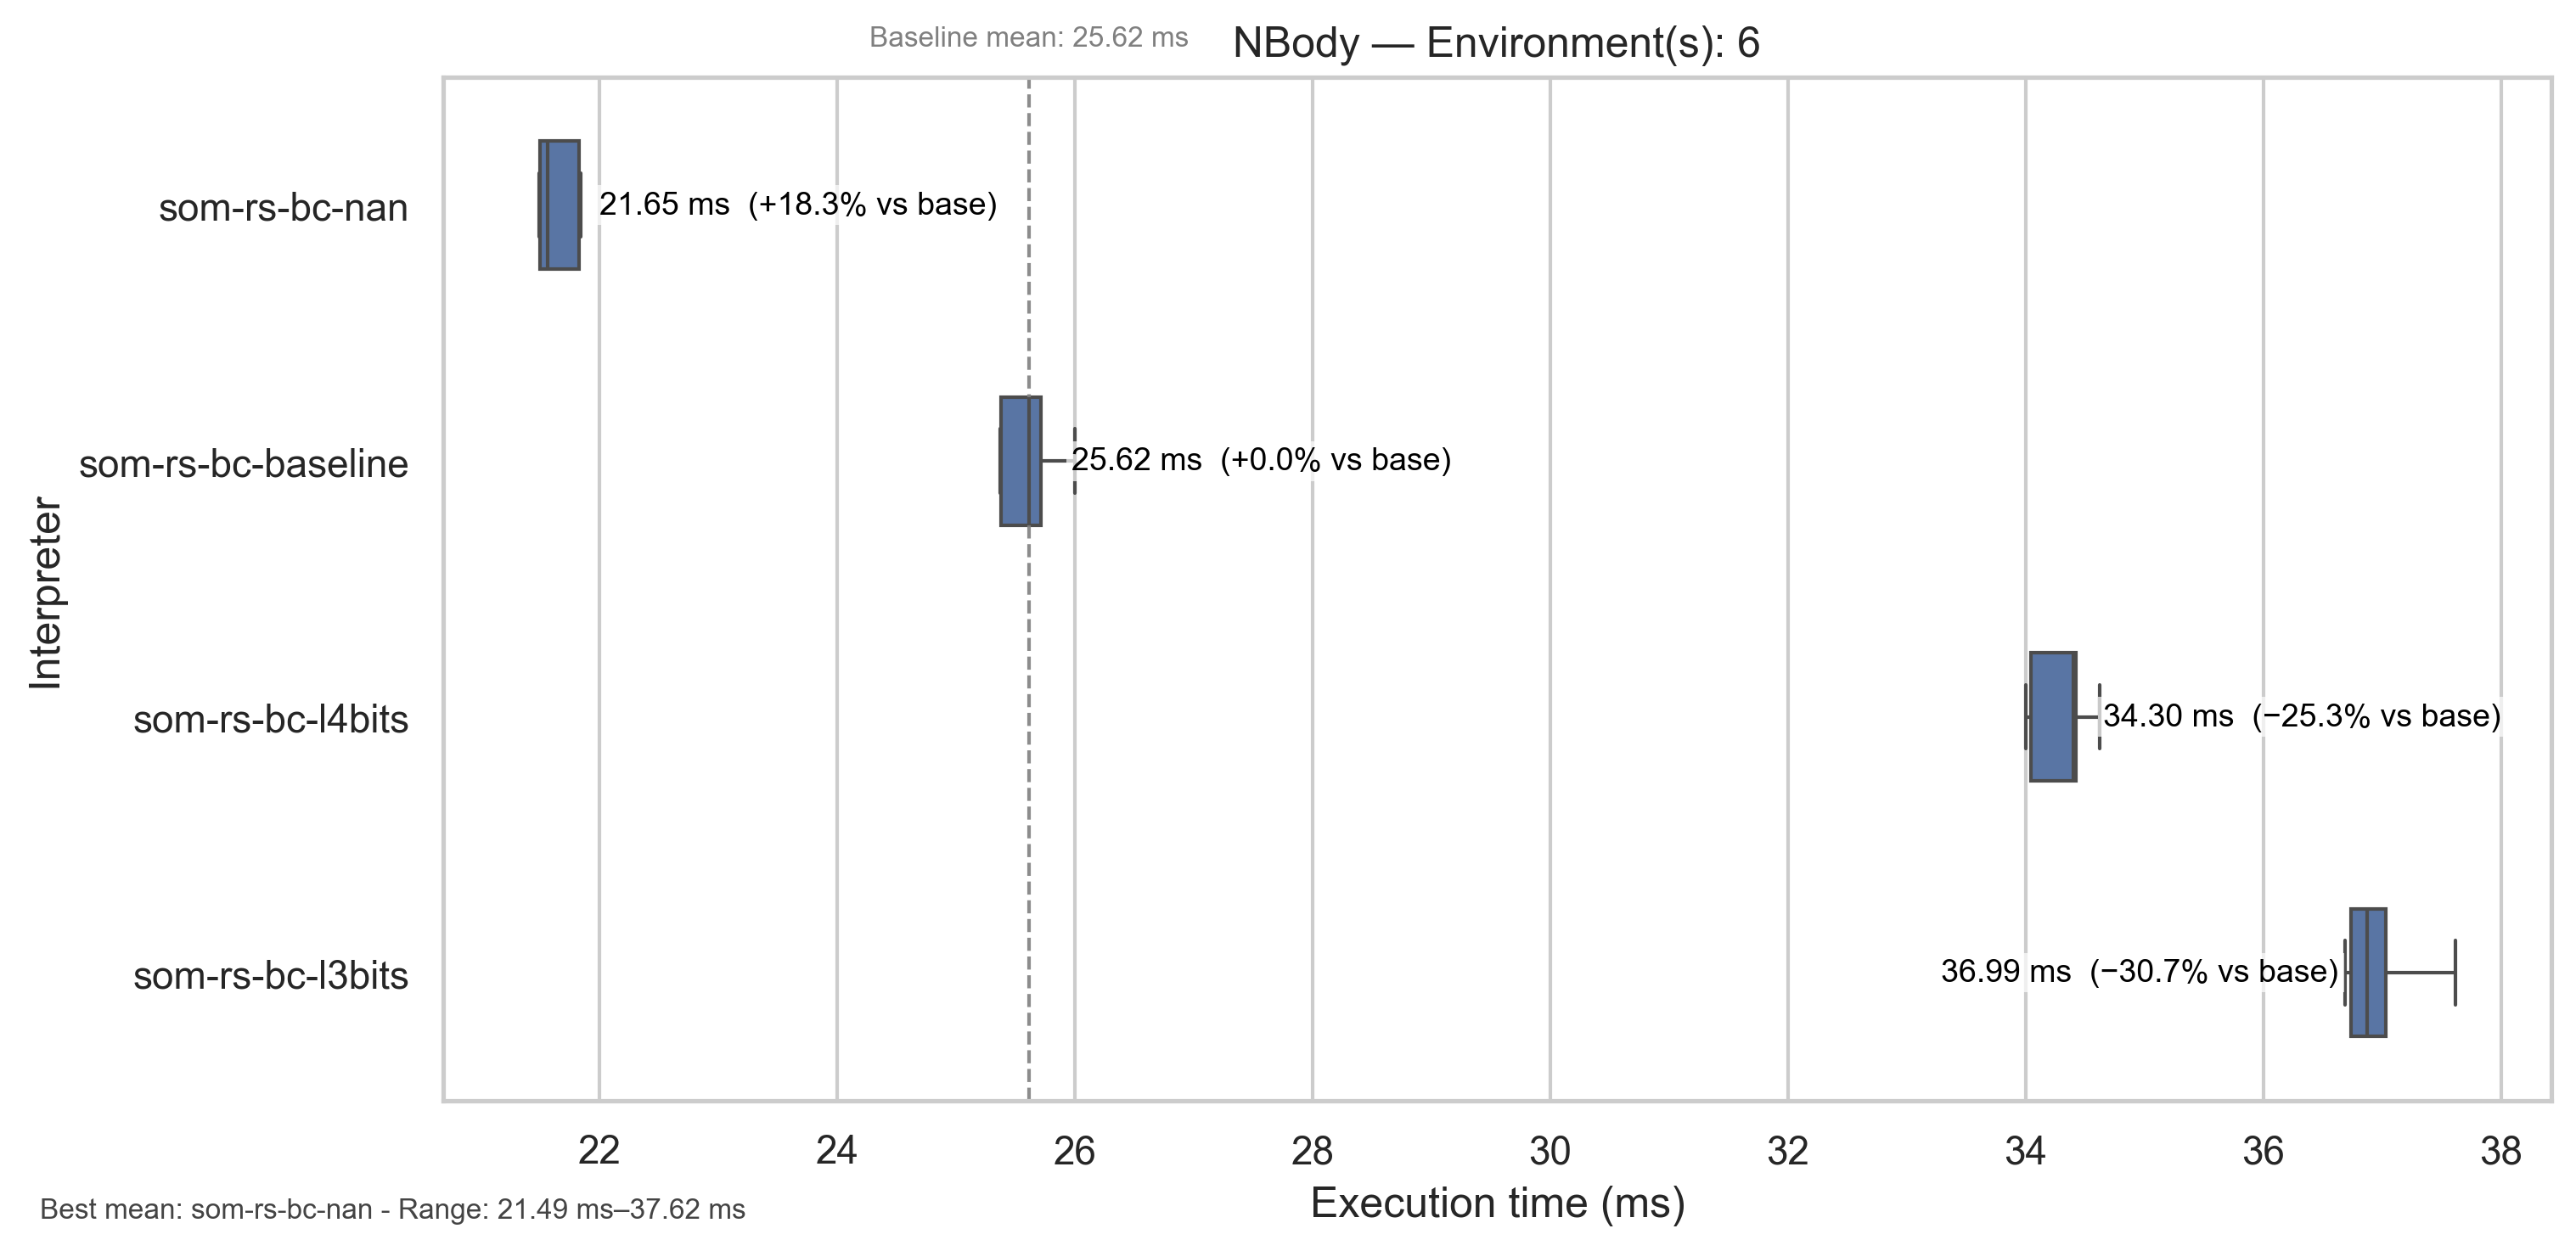 Baseline mean: 25.62 ms
NBody — Environment(s): 6
som-rs-bc-nan
21.65 ms  (+18.3% vs base)
som-rs-bc-baseline
25.62 ms  (+0.0% vs base)
Interpreter
som-rs-bc-l4bits
34.30 ms  (−25.3% vs base)
som-rs-bc-l3bits
36.99 ms  (−30.7% vs base)
22 24 26 28 30 32 34 36 38
Execution time (ms)
Best mean: som-rs-bc-nan - Range: 21.49 ms–37.62 ms